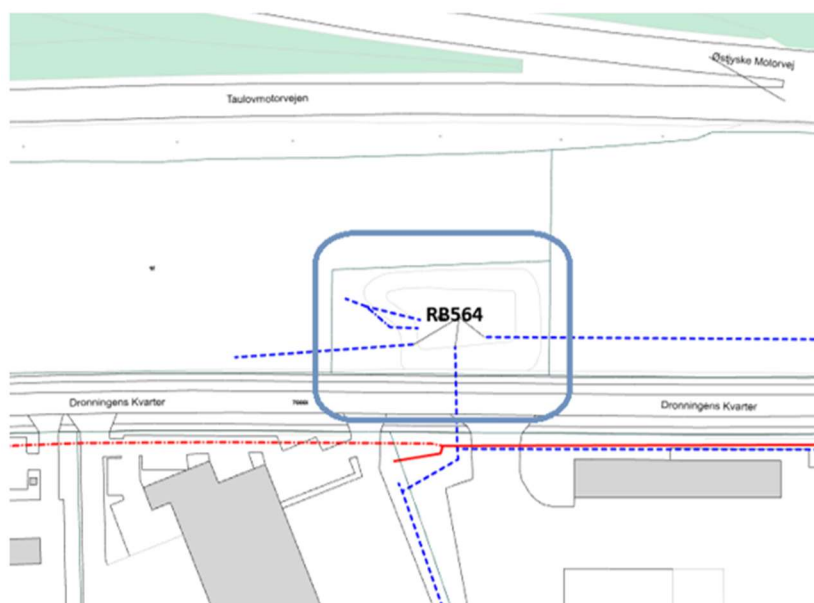 Østjyske Motorvej
Taulovmotorvejen
RB564
Dronningens Kvarter
Dronningens Kvarter